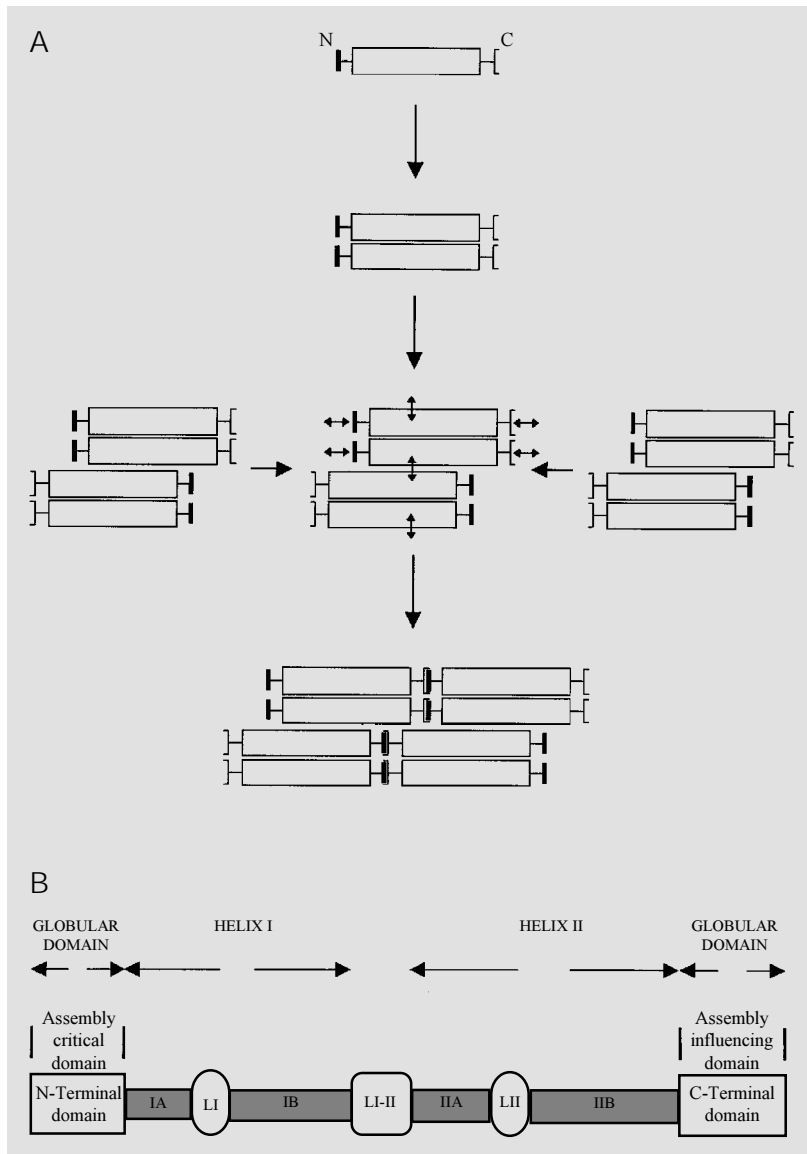 A
N C
B
GLOBULAR DOMAIN
HELIX I
HELIX II
GLOBULAR DOMAIN
Assembly critical domain
Assembly influencing domain
N-Terminal domain
IA
LI
IB
LI-II
IIA
LII
IIB
C-Terminal domain